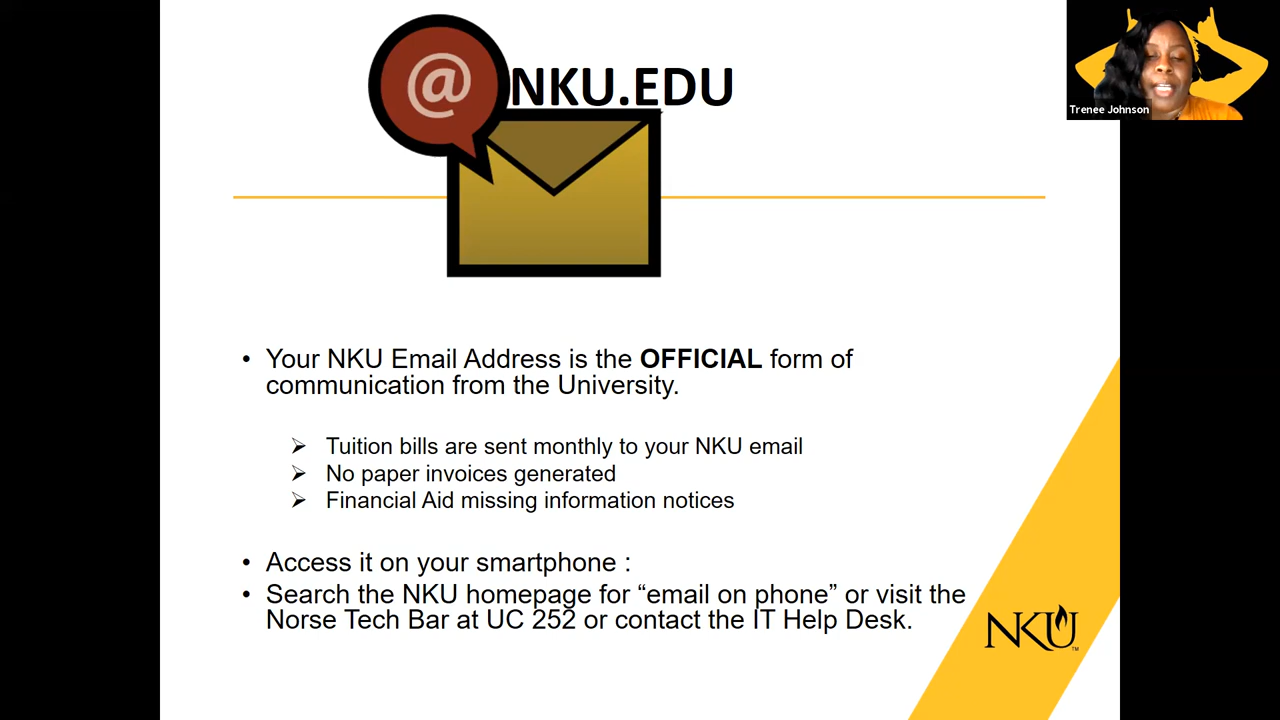 @NKU.EDU
Trenee Johnson
• Your NKU Email Address is the OFFICIAL form of
communication from the University.
➢ Tuition bills are sent monthly to your NKU email
➢ No paper invoices generated
➢ Financial Aid missing information notices
• Access it on your smartphone :
• Search the NKU homepage for “email on phone” or visit the
Norse Tech Bar at UC 252 or contact the IT Help Desk.
NKU™